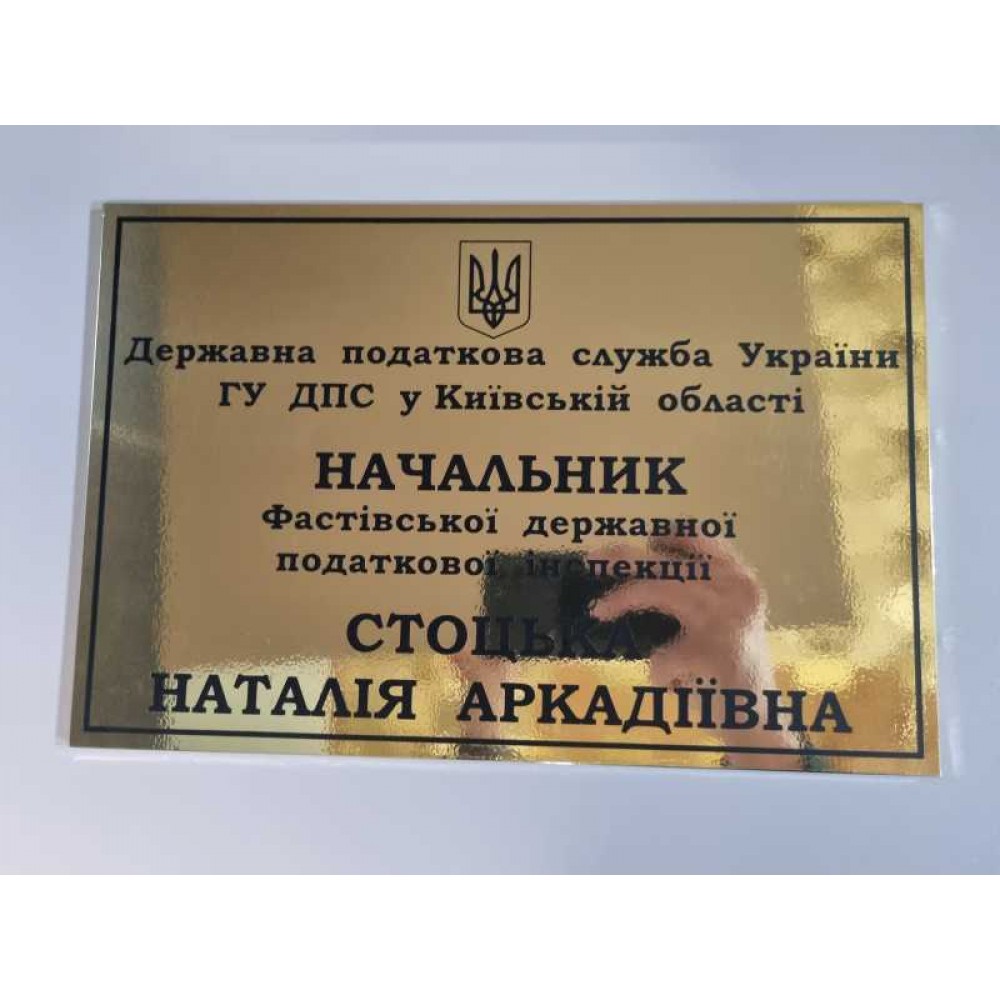 Державна податкова служба України
ГУ ДПС у Київській області
НАЧАЛЬНИК
Фастівської державної
податкової інспекції
СТОЦЬКА
НАТАЛІЯ АРКАДІЇВНА